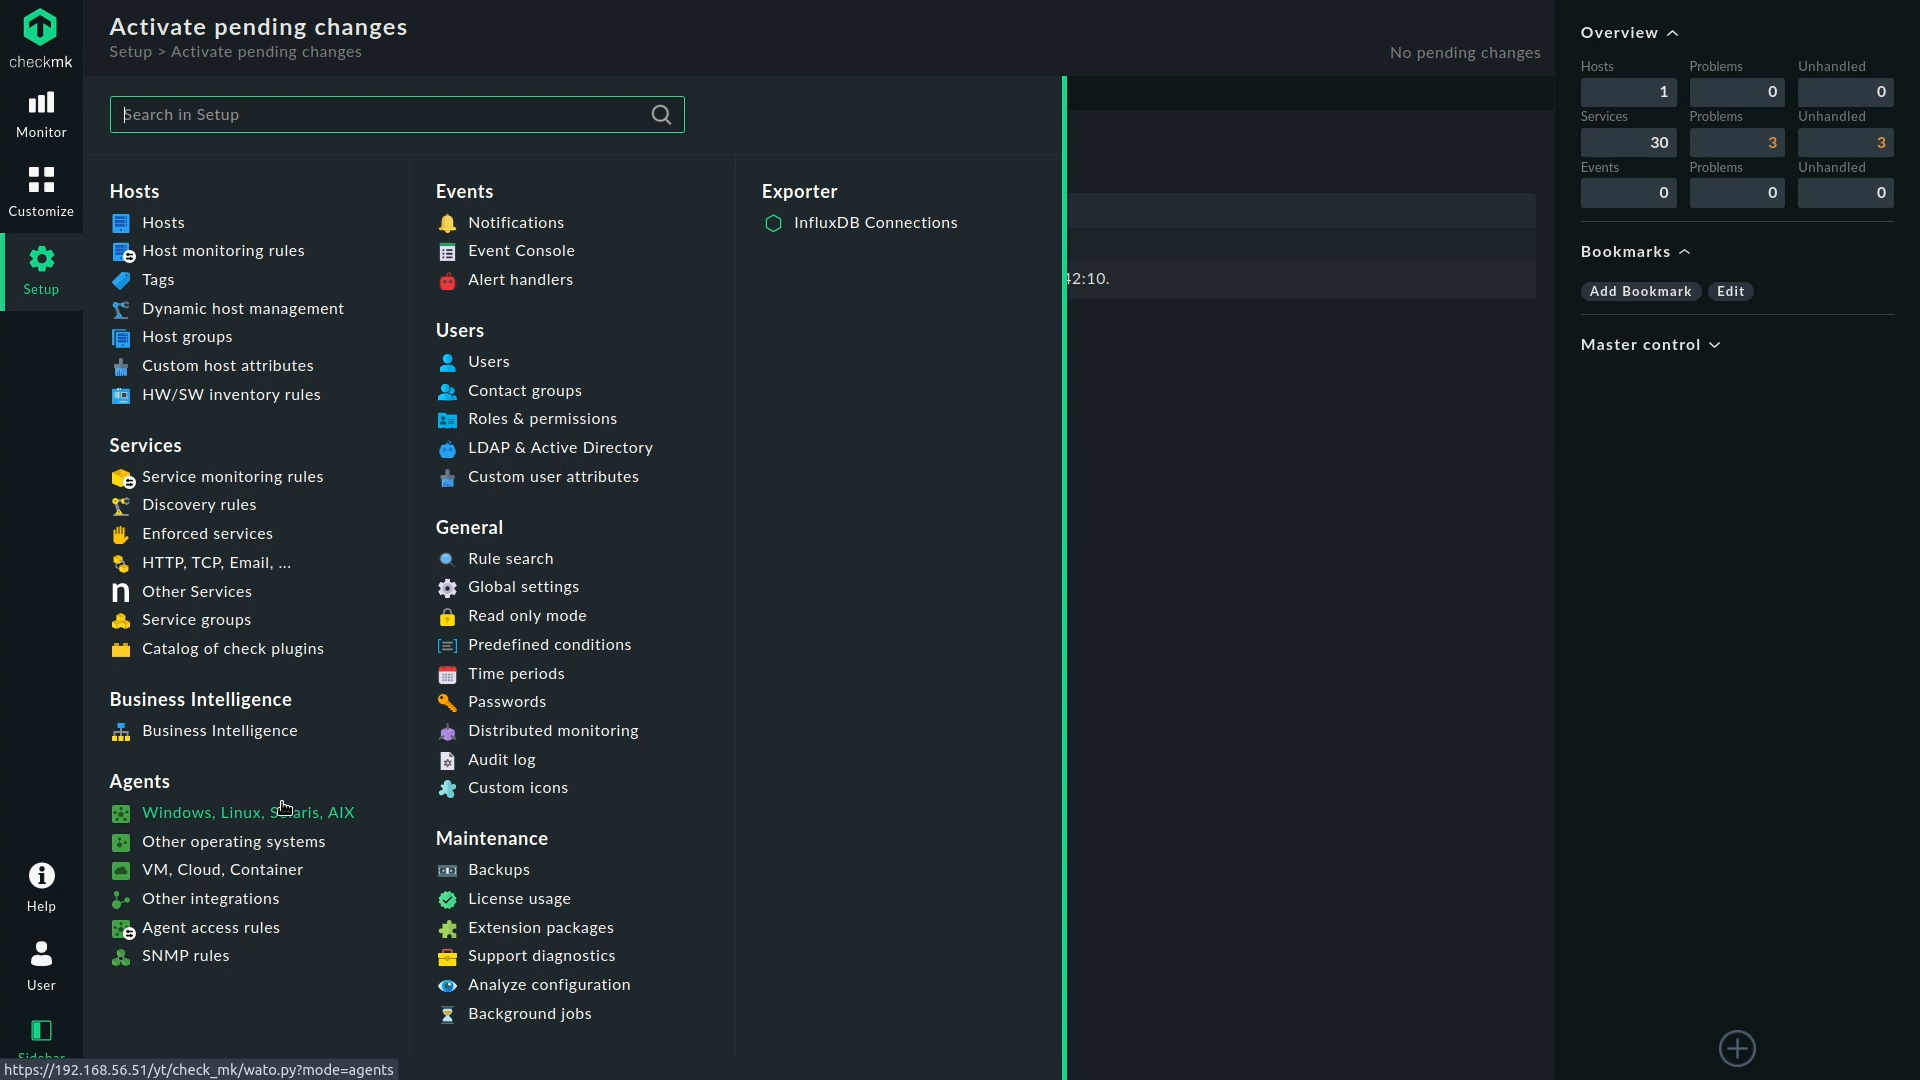 checkmk
Monitor
Customize
Setup
Help
User
Sidebar
Activate pending changes
Setup > Activate pending changes
No pending changes
Search in Setup
Hosts
Hosts
Host monitoring rules
Tags
Dynamic host management
Host groups
Custom host attributes
HW/SW inventory rules
Services
Service monitoring rules
Discovery rules
Enforced services
HTTP, TCP, Email, ...
Other Services
Service groups
Catalog of check plugins
Business Intelligence
Business Intelligence
Agents
Windows, Linux, Solaris, AIX
Other operating systems
VM, Cloud, Container
Other integrations
Agent access rules
SNMP rules
Events
Notifications
Event Console
Alert handlers
Users
Users
Contact groups
Roles & permissions
LDAP & Active Directory
Custom user attributes
General
Rule search
Global settings
Read only mode
Predefined conditions
Time periods
Passwords
Distributed monitoring
Audit log
Custom icons
Maintenance
Backups
License usage
Extension packages
Support diagnostics
Analyze configuration
Background jobs
Exporter
InfluxDB Connections
42:10.
Overview
Hosts Problems Unhandled
1 0 0
Services Problems Unhandled
30 3 3
Events Problems Unhandled
0 0 0
Bookmarks
Add Bookmark Edit
Master control
https://192.168.56.51/yt/check_mk/wato.py?mode=agents